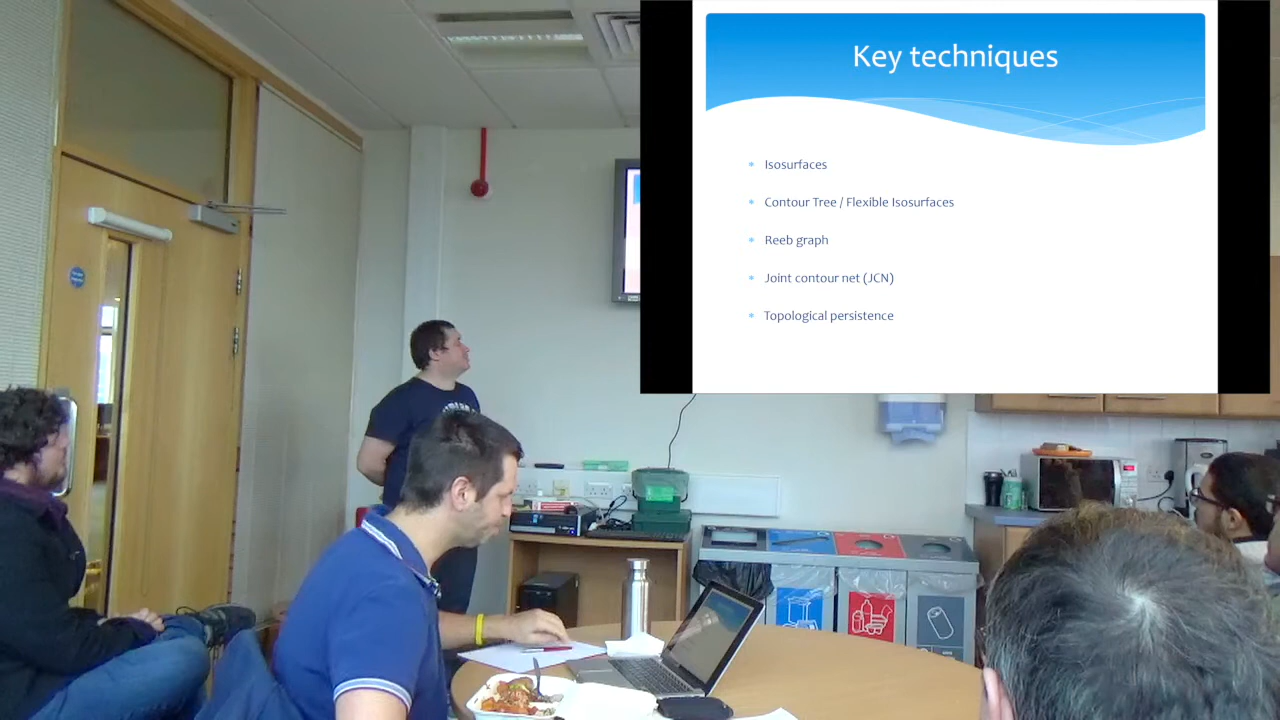 Key techniques
Isosurfaces
Contour Tree / Flexible Isosurfaces
Reeb graph
Joint contour net (JCN)
Topological persistence